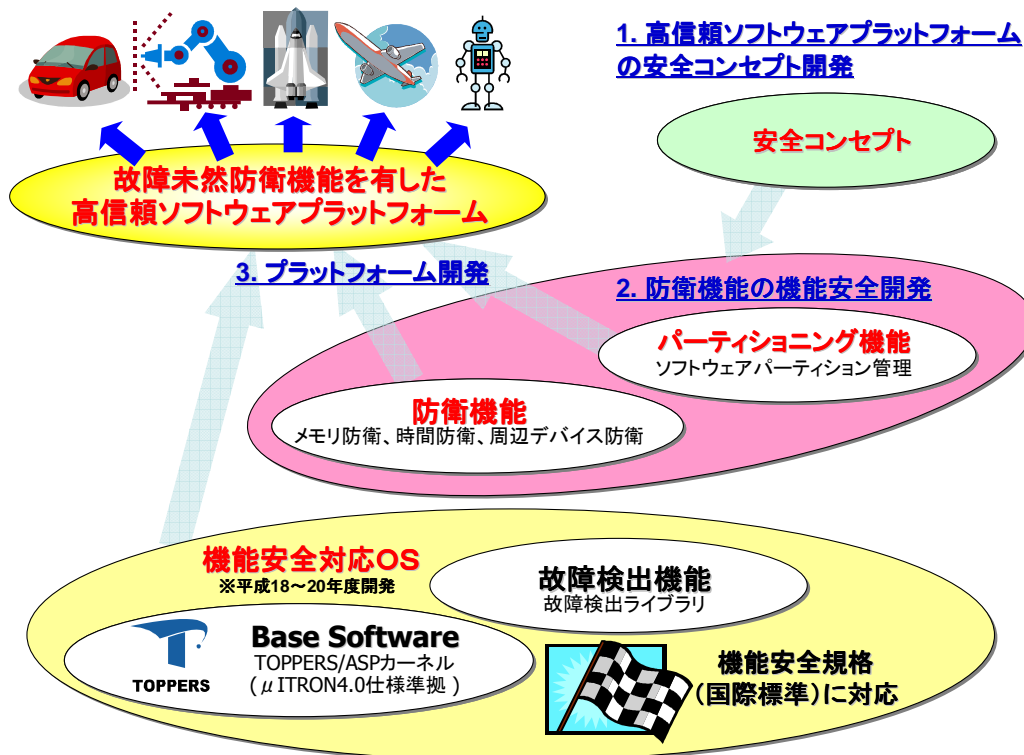 1. 高信頼ソフトウェアプラットフォーム
の安全コンセプト開発
安全コンセプト
故障未然防衛機能を有した
高信頼ソフトウェアプラットフォーム
3. プラットフォーム開発
2. 防衛機能の機能安全開発
パーティショニング機能
ソフトウェアパーティション管理
防衛機能
メモリ防衛、時間防衛、周辺デバイス防衛
機能安全対応OS
※平成18~20年度開発
故障検出機能
故障検出ライブラリ
Base Software
TOPPERS/ASPカーネル
(μITRON4.0仕様準拠)
TOPPERS
機能安全規格
(国際標準)に対応